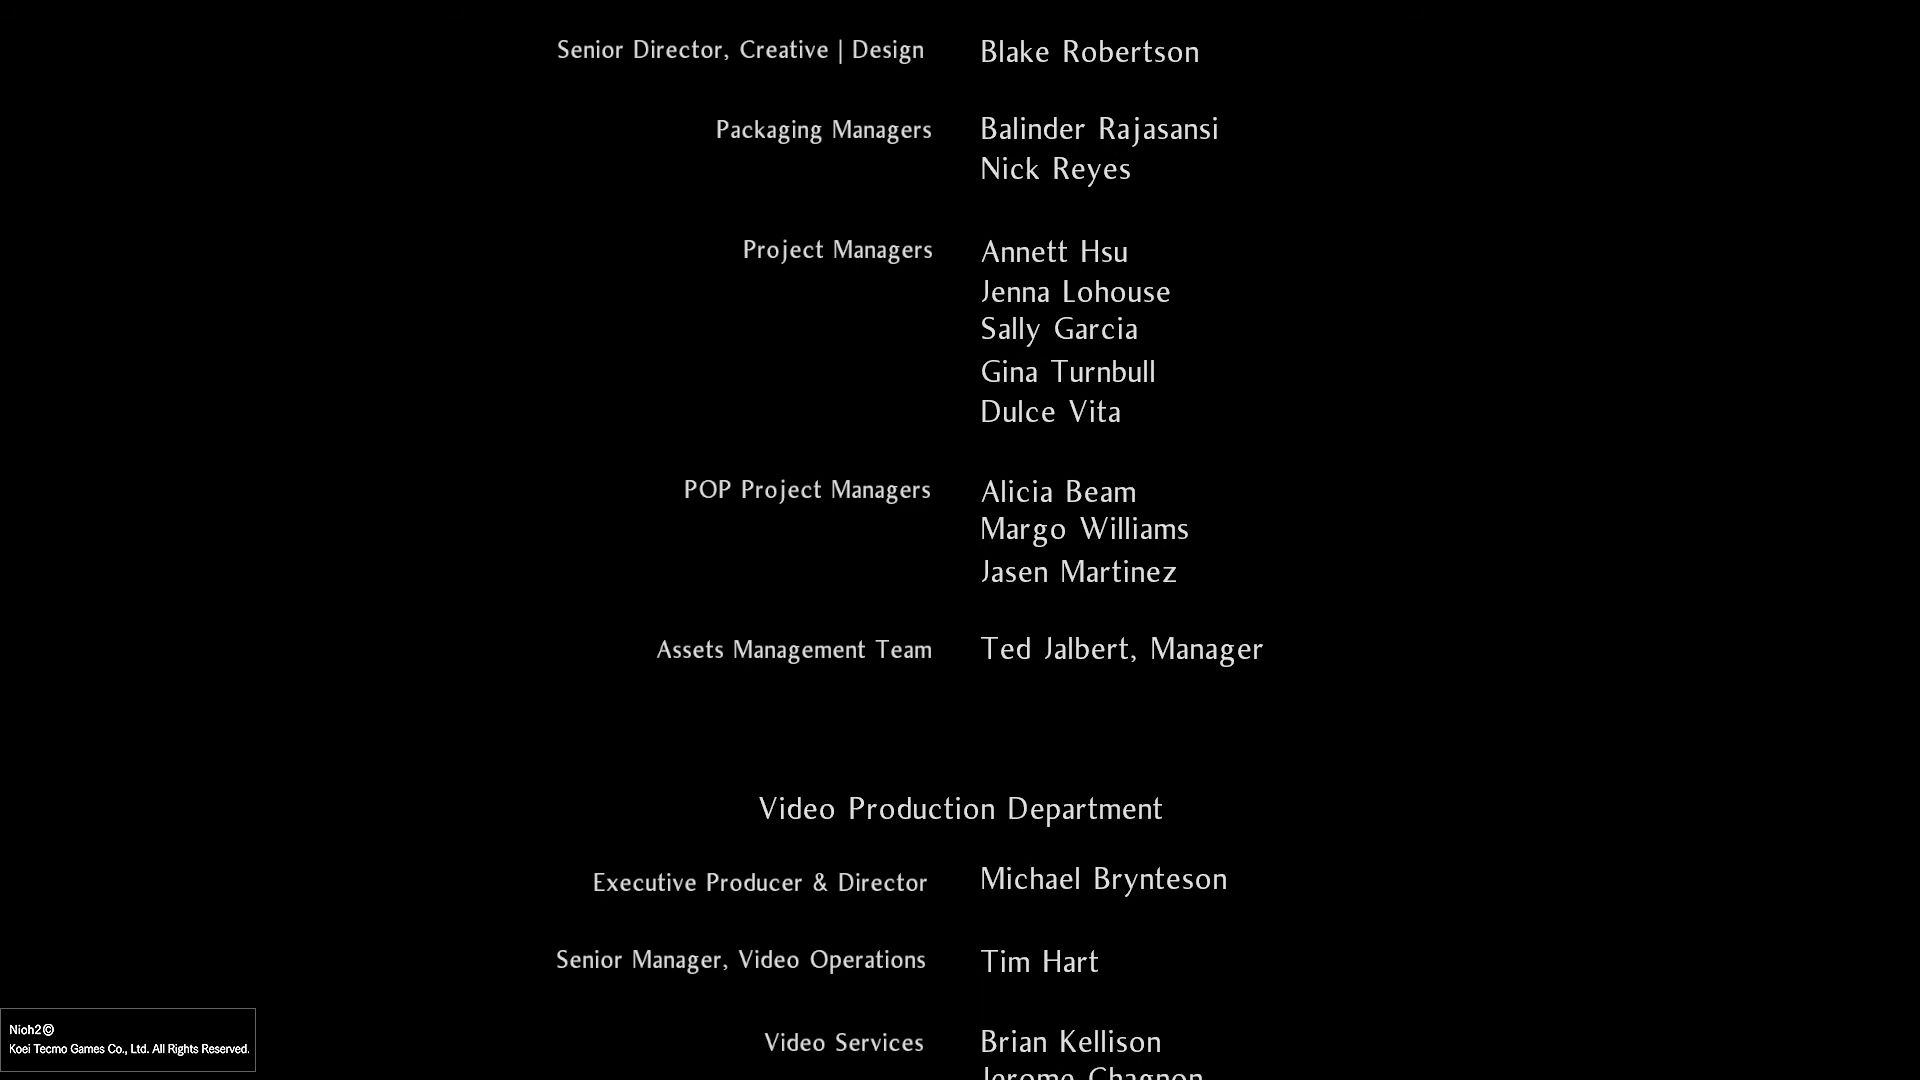 Senior Director, Creative | Design Blake Robertson
Packaging Managers Balinder Rajasansi
Nick Reyes
Project Managers Annett Hsu
Jenna Lohouse
Sally Garcia
Gina Turnbull
Dulce Vita
POP Project Managers Alicia Beam
Margo Williams
Jasen Martinez
Assets Management Team Ted Jalbert, Manager
Video Production Department
Executive Producer & Director Michael Brynteson
Senior Manager, Video Operations Tim Hart
Video Services Brian Kellison
Jerome Chagnon
Nioh2©
Koei Tecmo Games Co., Ltd. All Rights Reserved.